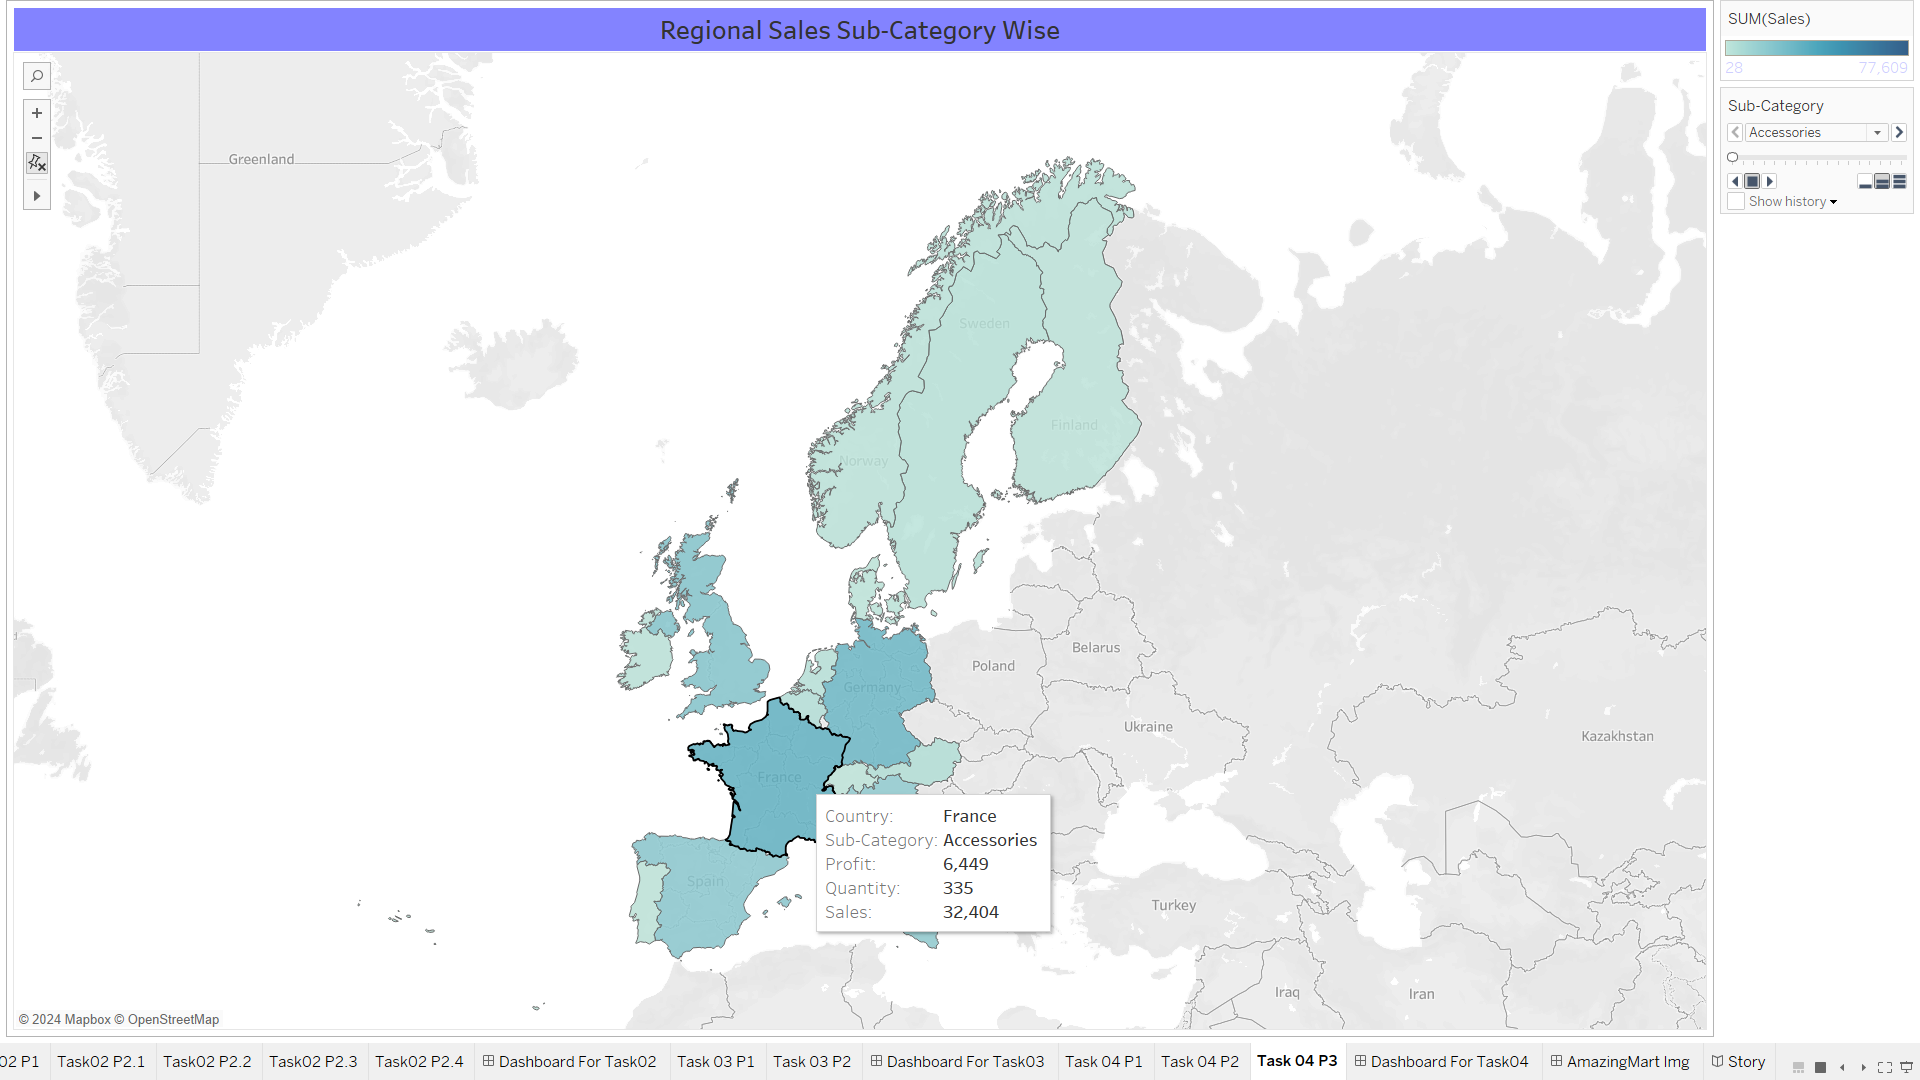 Regional Sales Sub-Category Wise
SUM(Sales)
28 77,609
Sub-Category
Accessories
Show history
Greenland
Sweden
Finland
Norway
Poland
Belarus
Germany
Ukraine
Kazakhstan
France
Country: France
Sub-Category: Accessories
Profit: 6,449
Quantity: 335
Sales: 32,404
Spain
Turkey
Iraq
Iran
© 2024 Mapbox © OpenStreetMap
02 P1 Task02 P2.1 Task02 P2.2 Task02 P2.3 Task02 P2.4 Dashboard For Task02 Task 03 P1 Task 03 P2 Dashboard For Task03 Task 04 P1 Task 04 P2 Task 04 P3 Dashboard For Task04 AmazingMart Img Story